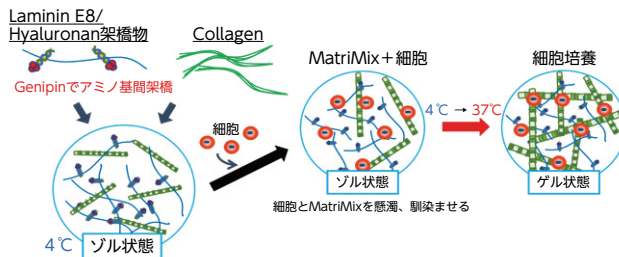 Laminin E8/
Hyaluronan架橋物
Collagen
Genipinでアミノ基間架橋
細胞
4℃
ゾル状態
MatriMix＋細胞
ゾル状態
細胞とMatriMixを懸濁、馴染ませる
4℃ → 37℃
細胞培養
ゲル状態